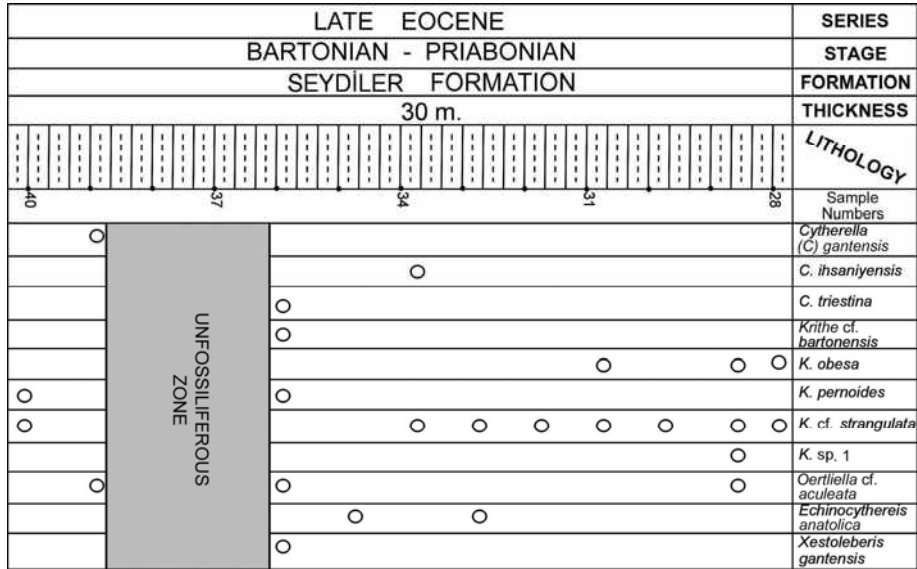 LATE EOCENE SERIES
BARTONIAN - PRIABONIAN STAGE
SEYDİLER FORMATION FORMATION
30 m. THICKNESS
LITHOLOGY
40 37 34 31 28 Sample
Numbers
Cytherella
(C) gantensis
C. ihsaniyensis
C. triestina
Krithe cf.
bartonensis
K. obesa
K. pernoides
K. cf. strangulata
K. sp. 1
Oertliella cf.
aculeata
Echinocythereis
anatolica
Xestoleberis
gantensis
UNFOSSILIFEROUS
ZONE